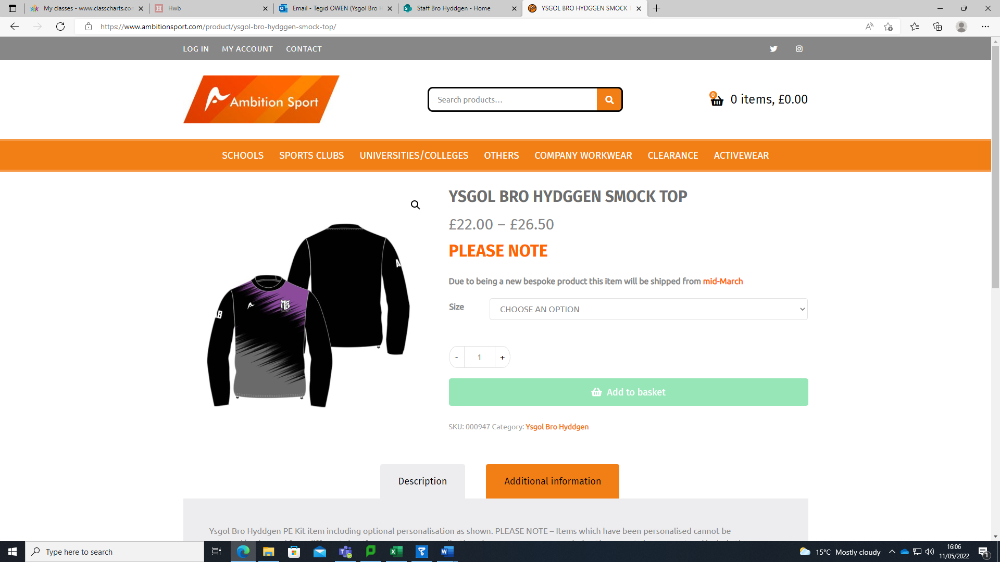 My classes - www.classcharts.co
Hwb
Email - Tegid OWEN (Ysgol Bro H
Staff Bro Hyddgen - Home
YSGOL BRO HYDGGEN SMOCK T
https://www.ambitionsport.com/product/ysgol-bro-hydggen-smock-top/
LOG IN MY ACCOUNT CONTACT
Ambition Sport
Search products…
0
0 items, £0.00
SCHOOLS SPORTS CLUBS UNIVERSITIES/COLLEGES OTHERS COMPANY WORKWEAR CLEARANCE ACTIVEWEAR
YSGOL BRO HYDGGEN SMOCK TOP
£22.00 – £26.50
PLEASE NOTE
Due to being a new bespoke product this item will be shipped from mid-March
Size
CHOOSE AN OPTION
- 1 +
Add to basket
SKU: 000947 Category: Ysgol Bro Hyddgen
Description
Additional information
Ysgol Bro Hyddgen PE Kit item including optional personalisation as shown. PLEASE NOTE – Items which have been personalised cannot be
Type here to search
15°C Mostly cloudy
16:06
11/05/2022
1